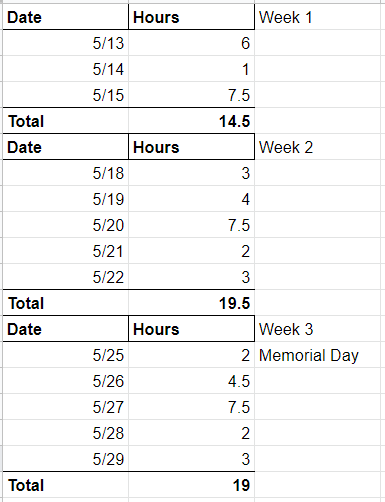 Date Hours Week 1
5/13 6
5/14 1
5/15 7.5
Total 14.5
Date Hours Week 2
5/18 3
5/19 4
5/20 7.5
5/21 2
5/22 3
Total 19.5
Date Hours Week 3
5/25 2 Memorial Day
5/26 4.5
5/27 7.5
5/28 2
5/29 3
Total 19